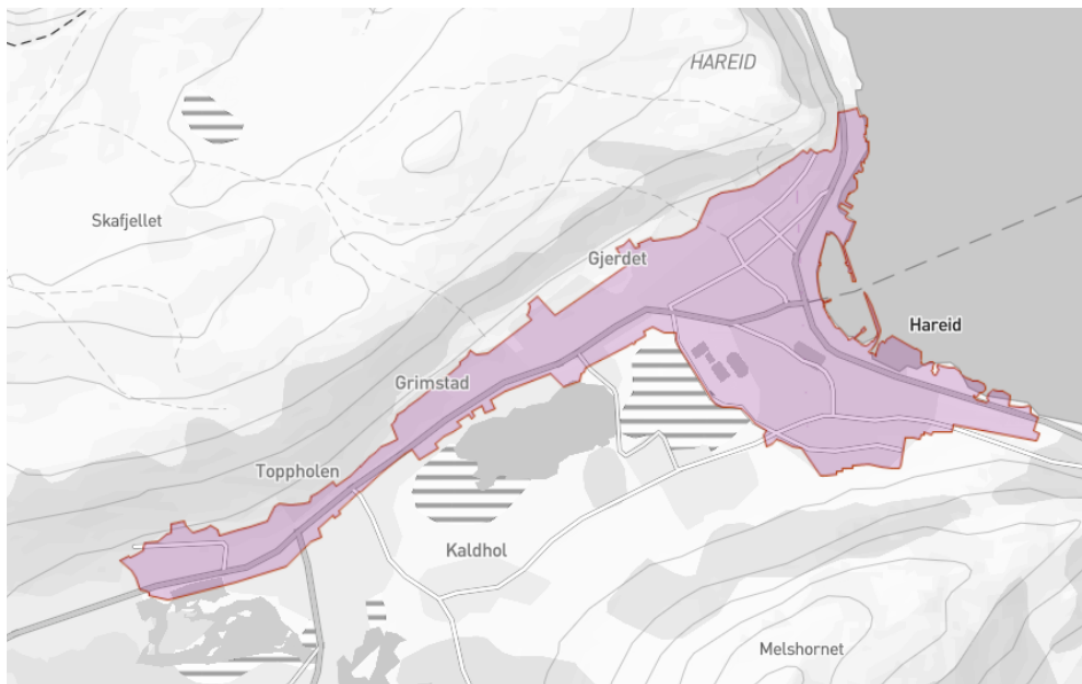 HAREID
Skafjellet
Gjerdet
Hareid
Grimstad
Toppholen
Kaldhol
Melshornet